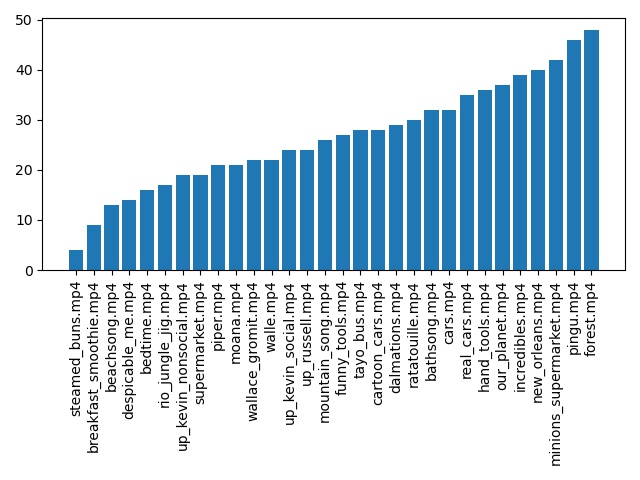 50
40
30
20
10
0
steamed_buns.mp4
breakfast_smoothie.mp4
beachsong.mp4
despicable_me.mp4
bedtime.mp4
rio_jungle_jig.mp4
up_kevin_nonsocial.mp4
supermarket.mp4
piper.mp4
moana.mp4
wallace_gromit.mp4
walle.mp4
up_kevin_social.mp4
up_russell.mp4
mountain_song.mp4
funny_tools.mp4
tayo_bus.mp4
cartoon_cars.mp4
dalmations.mp4
ratatouille.mp4
bathsong.mp4
cars.mp4
real_cars.mp4
hand_tools.mp4
our_planet.mp4
incredibles.mp4
new_orleans.mp4
minions_supermarket.mp4
pingu.mp4
forest.mp4